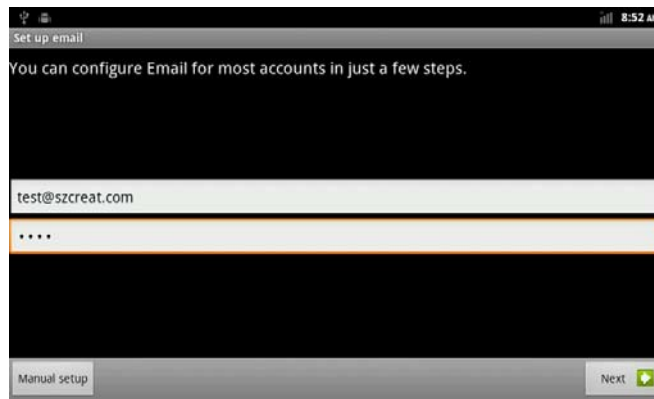 8:52 AM
Set up email
You can configure Email for most accounts in just a few steps.
test@szcreat.com
••••
Manual setup
Next